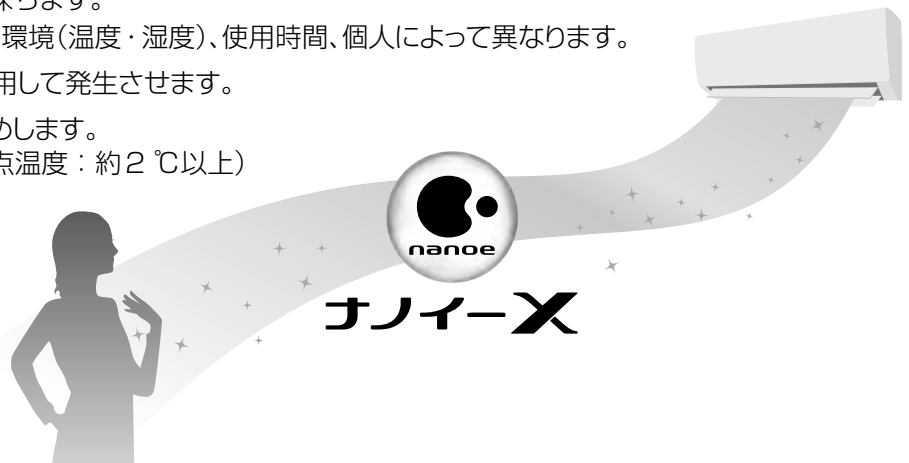 ます。
環境（温度・湿度）、使用時間、個人によって異なります。
用して発生させます。
めします。
点温度：約2 ℃以上）
nanoe
ナノイーX